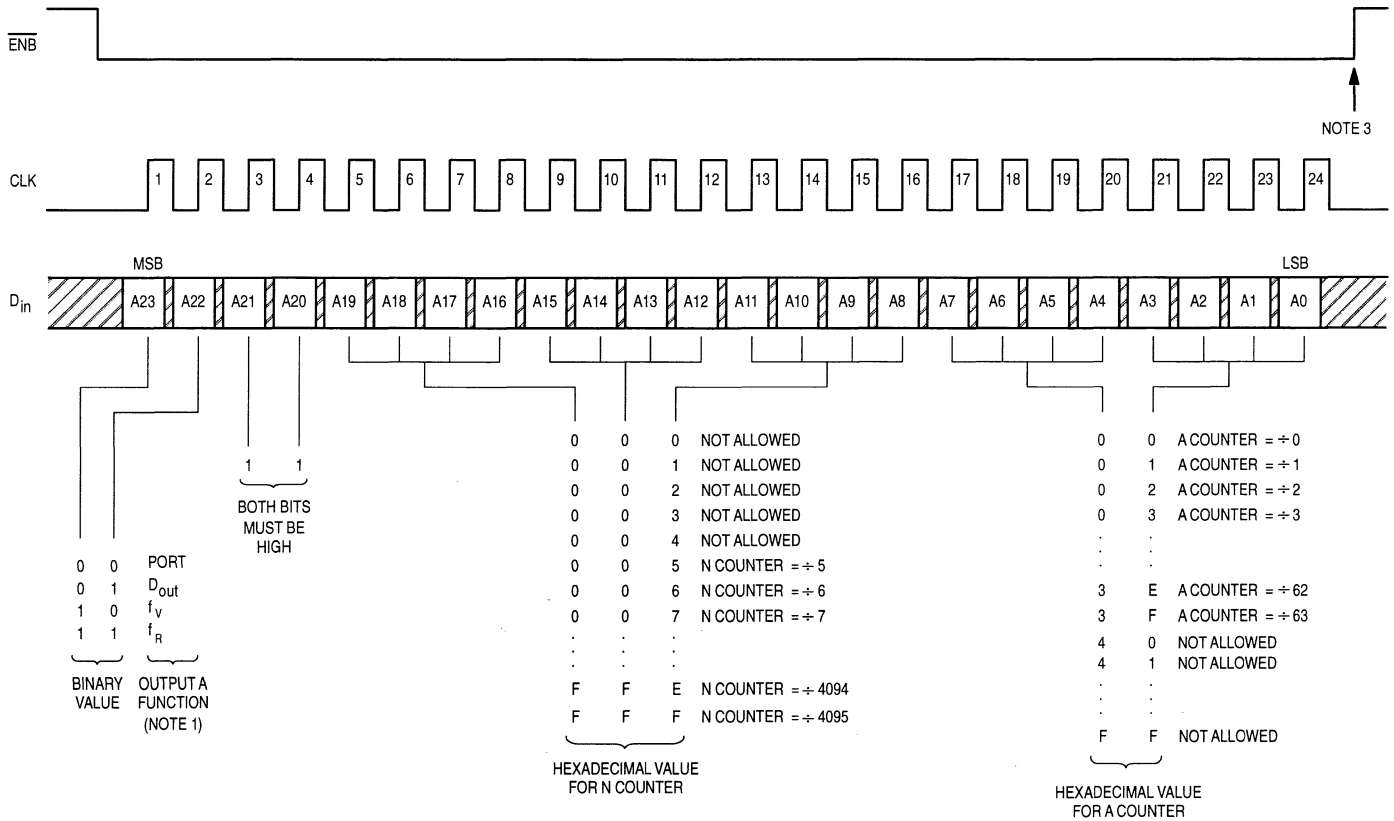 ENB
NOTE 3
CLK
1 2 3 4 5 6 7 8 9 10 11 12 13 14 15 16 17 18 19 20 21 22 23 24
MSB
LSB
Din
A23 A22 A21 A20 A19 A18 A17 A16 A15 A14 A13 A12 A11 A10 A9 A8 A7 A6 A5 A4 A3 A2 A1 A0
1 1
BOTH BITS
MUST BE
HIGH
0 0 PORT
0 1 Dout
1 0 fV
1 1 fR
BINARY
VALUE
OUTPUT A
FUNCTION
(NOTE 1)
0 0 0 NOT ALLOWED
0 0 1 NOT ALLOWED
0 0 2 NOT ALLOWED
0 0 3 NOT ALLOWED
0 0 4 NOT ALLOWED
0 0 5 N COUNTER = ÷ 5
0 0 6 N COUNTER = ÷ 6
0 0 7 N COUNTER = ÷ 7
. . .
. . .
. . .
F F E N COUNTER = ÷ 4094
F F F N COUNTER = ÷ 4095
HEXADECIMAL VALUE
FOR N COUNTER
0 0 A COUNTER = ÷ 0
0 1 A COUNTER = ÷ 1
0 2 A COUNTER = ÷ 2
0 3 A COUNTER = ÷ 3
. .
. .
. .
3 E A COUNTER = ÷ 62
3 F A COUNTER = ÷ 63
4 0 NOT ALLOWED
4 1 NOT ALLOWED
. .
. .
. .
F F NOT ALLOWED
HEXADECIMAL VALUE
FOR A COUNTER